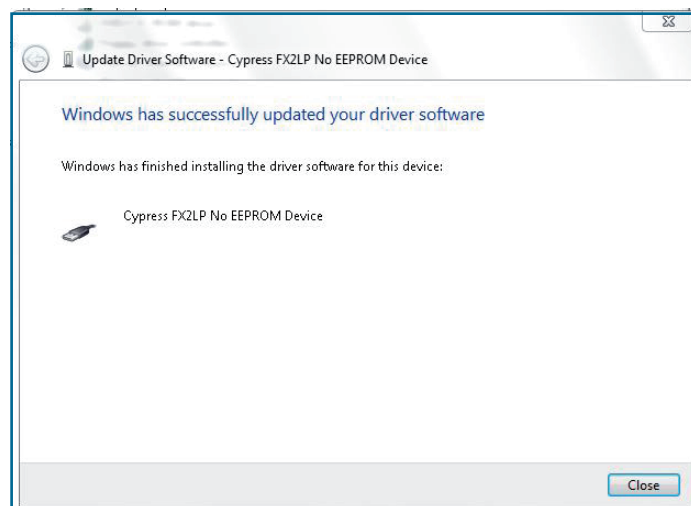 Update Driver Software - Cypress FX2LP No EEPROM Device
Windows has successfully updated your driver software
Windows has finished installing the driver software for this device:
Cypress FX2LP No EEPROM Device
Close